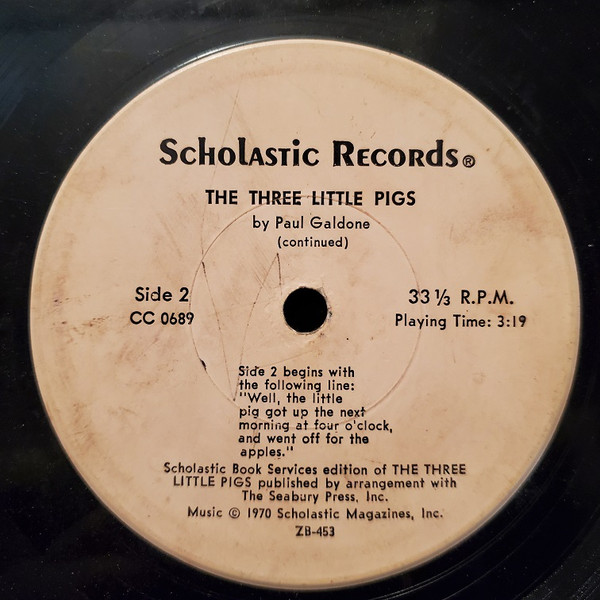 Scholastic Records®
THE THREE LITTLE PIGS
by Paul Galdone
(continued)
Side 2
CC 0689
33 1/3 R.P.M.
Playing Time: 3:19
Side 2 begins with
the following line:
"Well, the little
pig got up the next
morning at four o'clock,
and went off for the
apples."
Scholastic Book Services edition of THE THREE
LITTLE PIGS published by arrangement with
The Seabury Press, Inc.
Music © 1970 Scholastic Magazines, Inc.
ZB-453